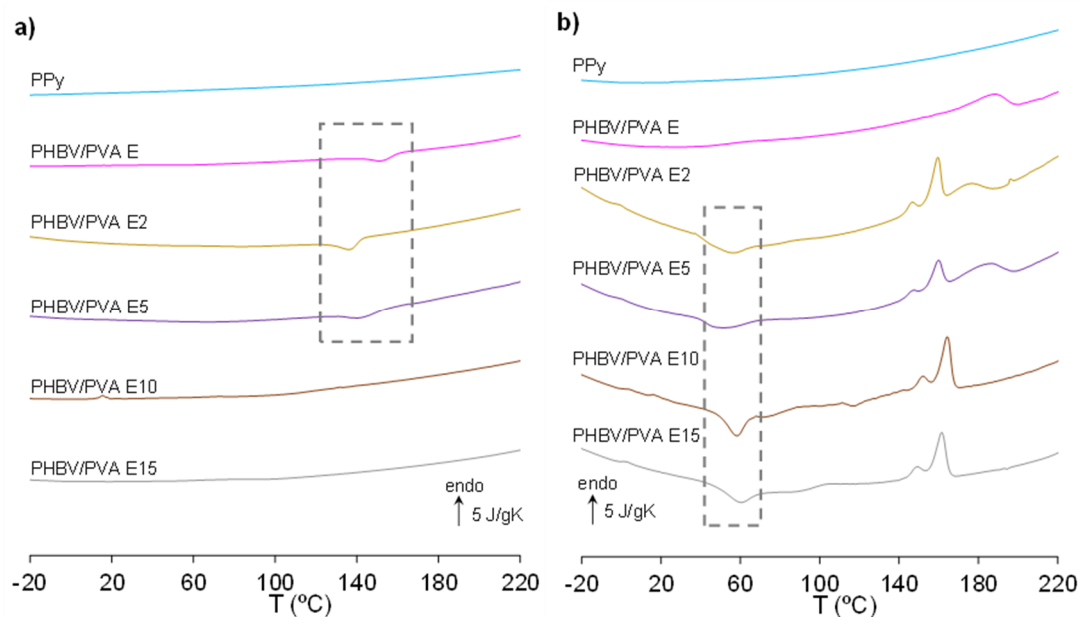 a)
PPy
PHBV/PVA E
PHBV/PVA E2
PHBV/PVA E5
PHBV/PVA E10
PHBV/PVA E15
endo
5 J/gK
-20 20 60 100 140 180 220
T (ºC)
b)
PPy
PHBV/PVA E
PHBV/PVA E2
PHBV/PVA E5
PHBV/PVA E10
PHBV/PVA E15
endo
5 J/gK
-20 20 60 100 140 180 220
T (ºC)